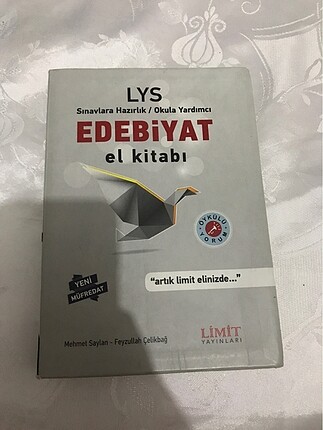 LYS
Sınavlara Hazırlık / Okula Yardımcı
EDEBİYAT
el kitabı
ÖYKÜLÜ
YORUM
YENİ
MÜFREDAT
"artık limit elinizde..."
Mehmet Saylan - Feyzullah Çelikbağ
LİMİT
YAYINLARI